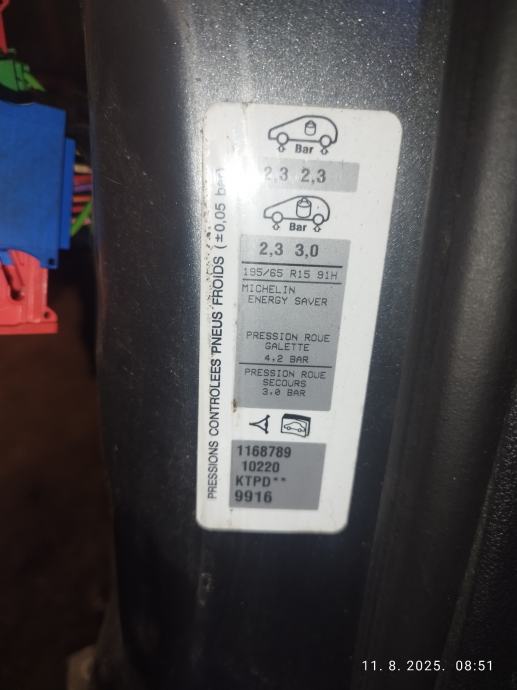 Bar
2,3 2,3
Bar
2,3 3,0
195/65 R15 91H
MICHELIN
ENERGY SAVER
PRESSION ROUE
GALETTE
4.2 BAR
PRESSION ROUE
SECOURS
3.0 BAR
1168789
10220
KTPD**
9916
PRESSIONS CONTROLEES PNEUS FROIDS (±0,05 bar)
11. 8. 2025. 08:51